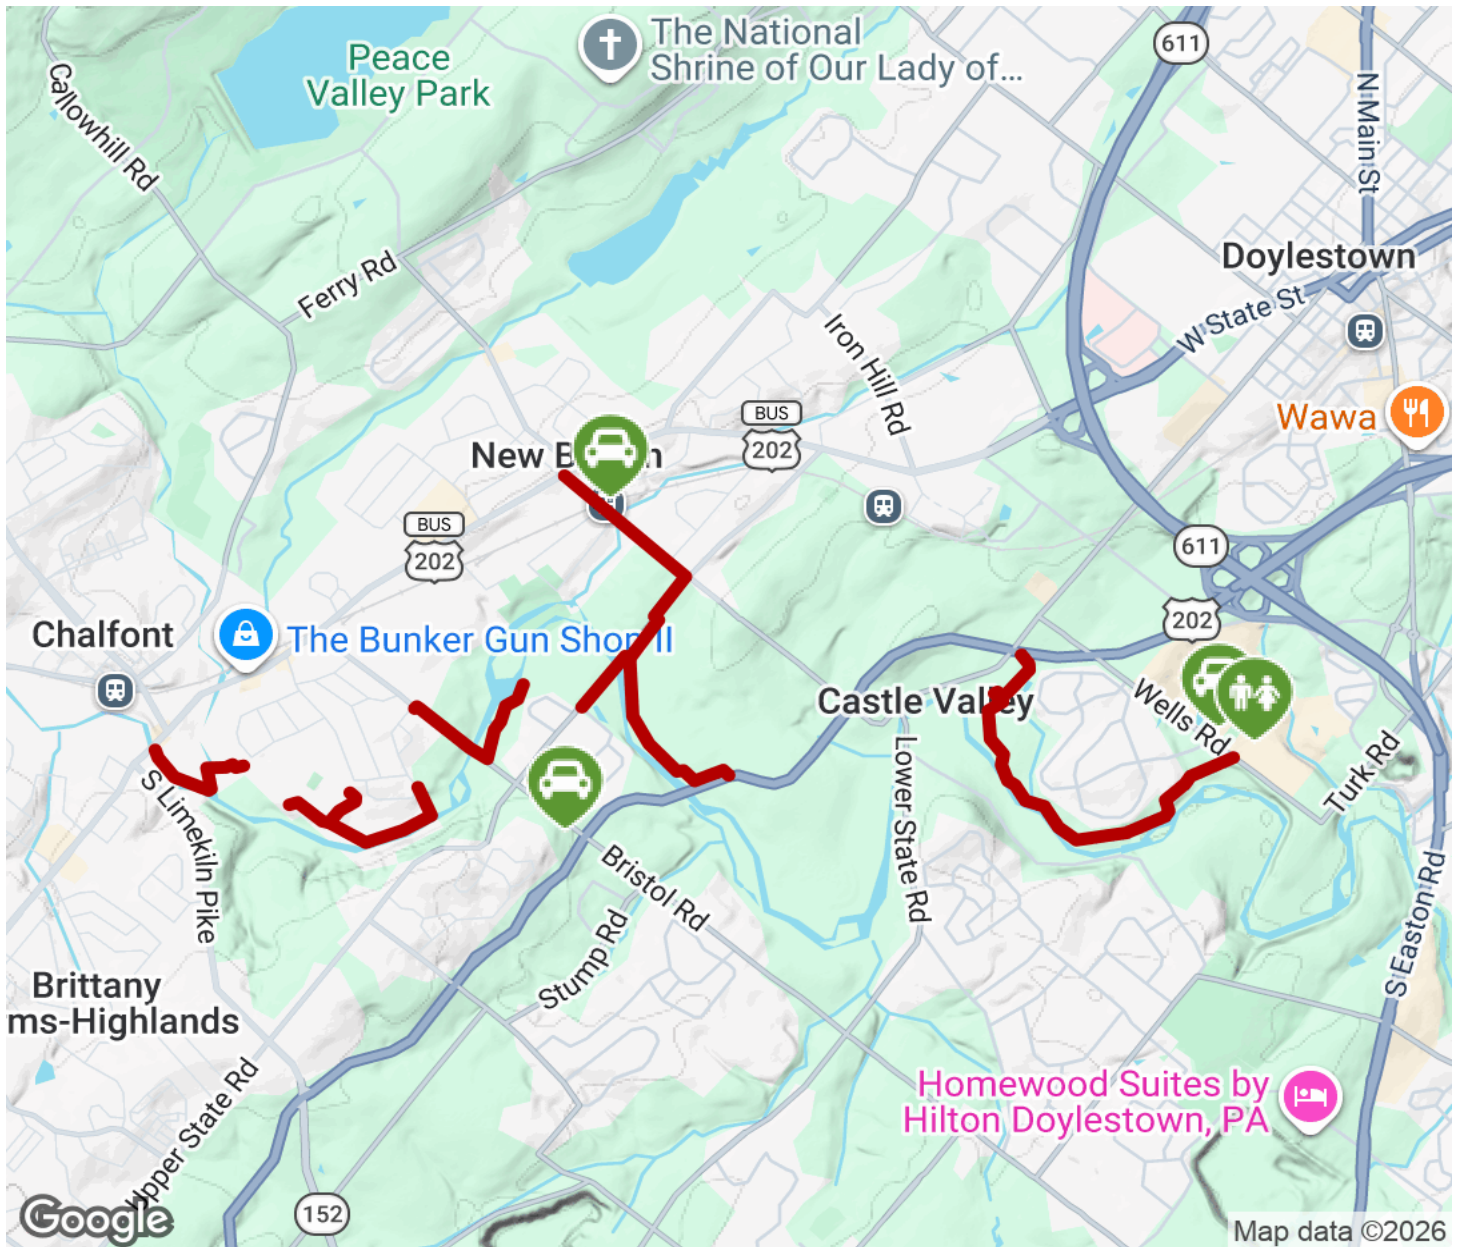 The National
Shrine of Our Lady of...
611
Peace
Valley Park
Callowhill Rd
N Main St
Doylestown
Ferry Rd
W State St
Iron Hill Rd
Wawa
BUS
202
New B
n
BUS
202
611
202
Chalfont
The Bunker Gun Shop II
Castle Valley
Wells Rd
Turk Rd
S Limekiln Pike
Lower State Rd
Bristol Rd
Stump Rd
S Easton Rd
Brittany
ms-Highlands
Upper State Rd
Homewood Suites by
Hilton Doylestown, PA
152
Google
Map data ©2026